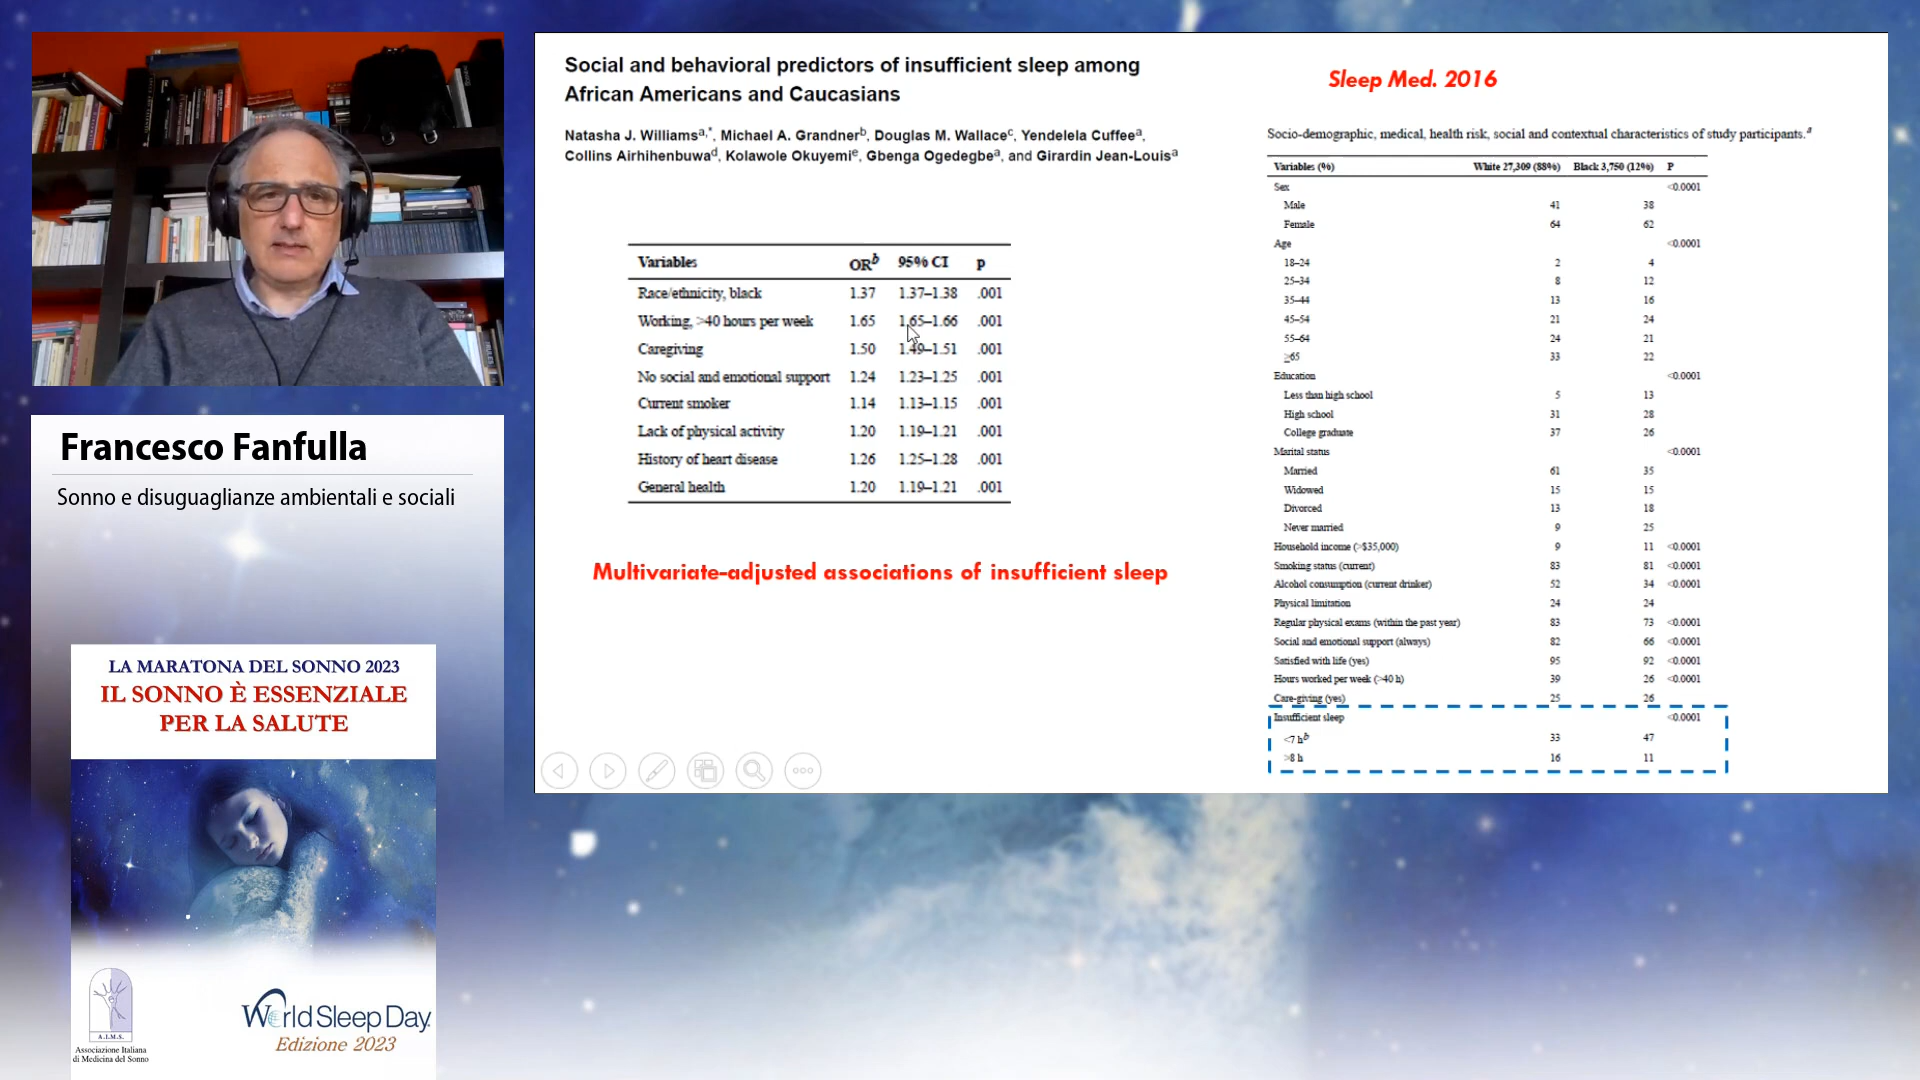 Francesco Fanfulla
Sonno e disuguaglianze ambientali e sociali
LA MARATONA DEL SONNO 2023
IL SONNO È ESSENZIALE
PER LA SALUTE
A.I.M.S.
Associazione Italiana
di Medicina del Sonno
World Sleep Day.
Edizione 2023
Social and behavioral predictors of insufficient sleep among
African Americans and Caucasians
Natasha J. Williamsa,*, Michael A. Grandnerb, Douglas M. Wallacec, Yendelela Cuffeea,
Collins Airhihenbuwad, Kolawole Okuyemie, Gbenga Ogedegbea, and Girardin Jean-Louisa
Variables ORb 95% CI p
Race/ethnicity, black 1.37 1.37–1.38 .001
Working, >40 hours per week 1.65 1.65–1.66 .001
Caregiving 1.50 1.49–1.51 .001
No social and emotional support 1.24 1.23–1.25 .001
Current smoker 1.14 1.13–1.15 .001
Lack of physical activity 1.20 1.19–1.21 .001
History of heart disease 1.26 1.25–1.28 .001
General health 1.20 1.19–1.21 .001
Multivariate-adjusted associations of insufficient sleep
Sleep Med. 2016
Socio-demographic, medical, health risk, social and contextual characteristics of study participants.a
Variables (%) White 27,309 (88%) Black 3,750 (12%) P
Sex <0.0001
Male 41 38
Female 64 62
Age <0.0001
18–24 2 4
25–34 8 12
35–44 13 16
45–54 21 24
55–64 24 21
≥65 33 22
Education <0.0001
Less than high school 5 13
High school 31 28
College graduate 37 26
Marital status <0.0001
Married 61 35
Widowed 15 15
Divorced 13 18
Never married 9 25
Household income (>$35,000) 9 11 <0.0001
Smoking status (current) 83 81 <0.0001
Alcohol consumption (current drinker) 52 34 <0.0001
Physical limitation 24 24
Regular physical exams (within the past year) 83 73 <0.0001
Social and emotional support (always) 82 66 <0.0001
Satisfied with life (yes) 95 92 <0.0001
Hours worked per week (>40 h) 39 26 <0.0001
Care-giving (yes) 25 26
Insufficient sleep <0.0001
<7 hb 33 47
>8 h 16 11